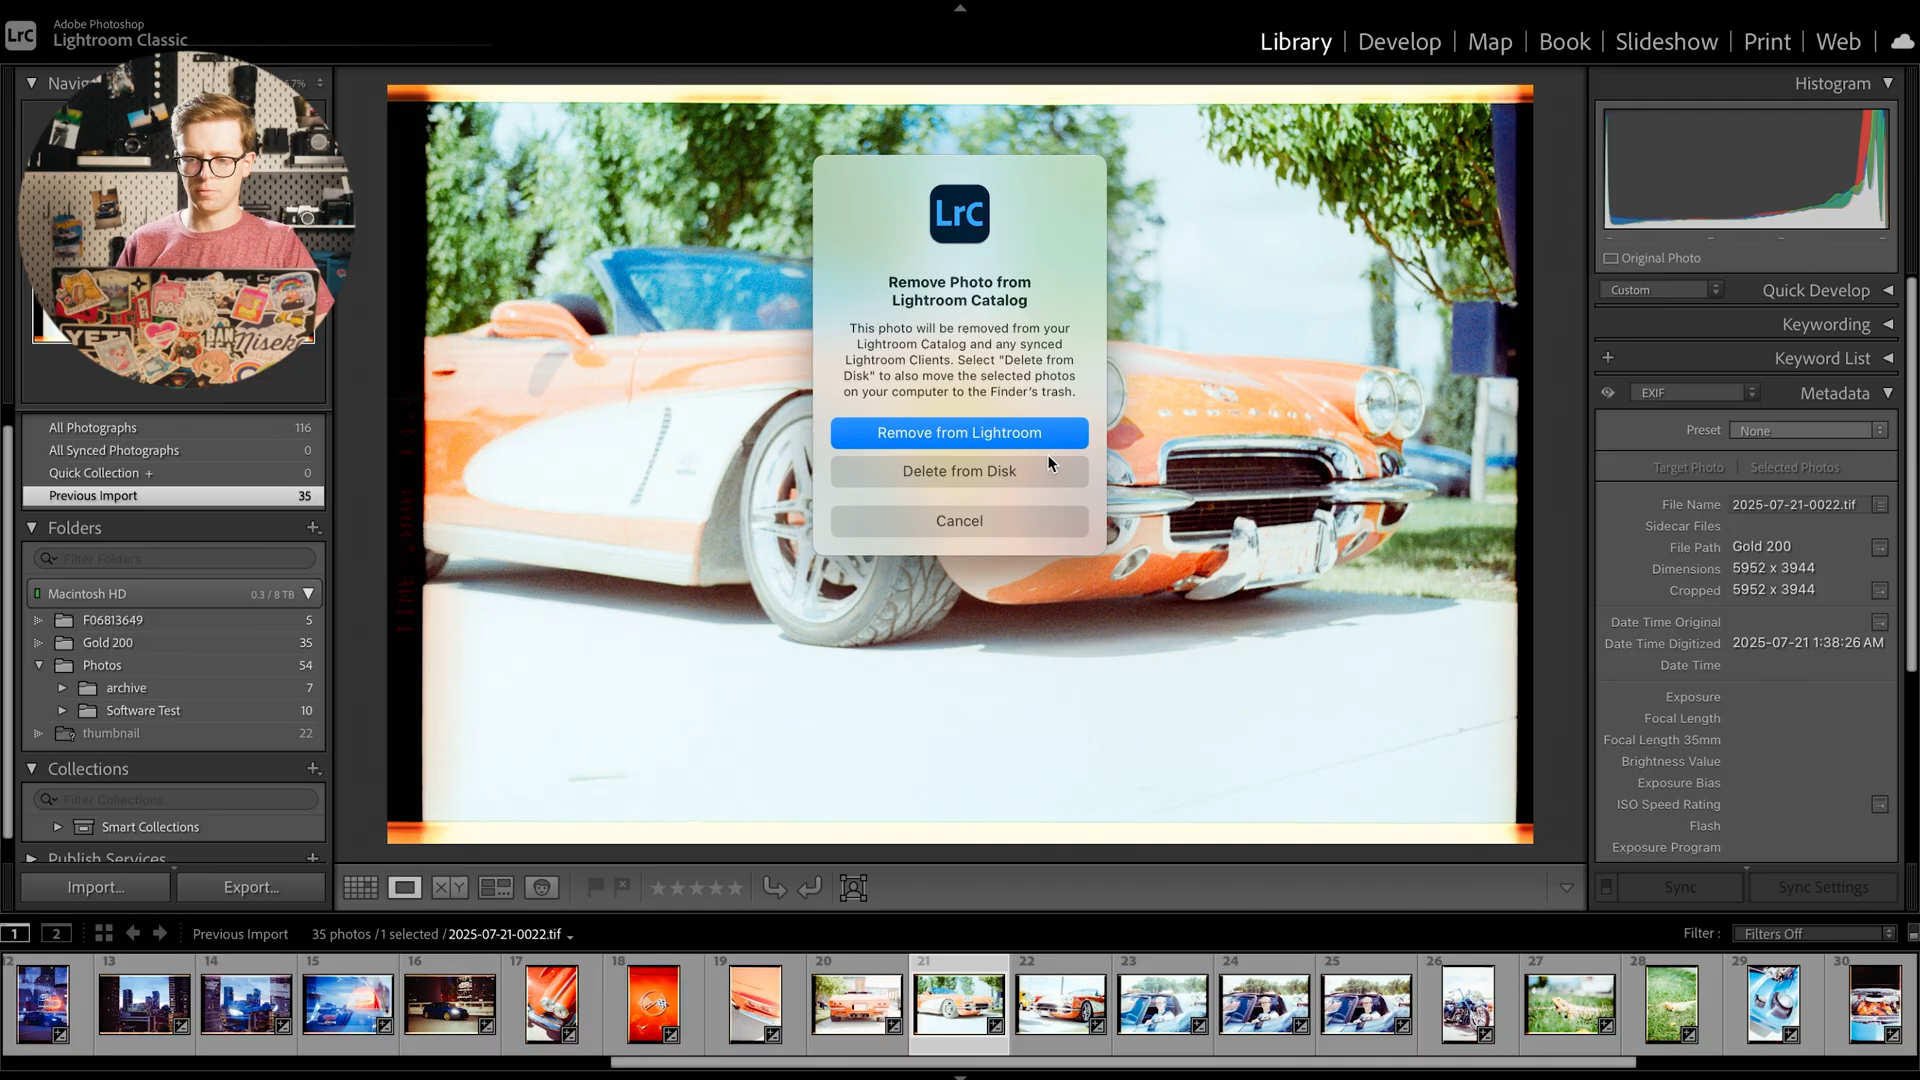 LrC
Adobe Photoshop
Lightroom Classic
Library | Develop | Map | Book | Slideshow | Print | Web |
Histogram
Original Photo
Custom
Quick Develop
Keywording
+ Keyword List
EXIF
Metadata
Preset None
Target Photo | Selected Photos
File Name 2025-07-21-0022.tif
Sidecar Files
File Path Gold 200
Dimensions 5952 x 3944
Cropped 5952 x 3944
Date Time Original
Date Time Digitized 2025-07-21 1:38:26 AM
Date Time
Exposure
Focal Length
Focal Length 35mm
Brightness Value
Exposure Bias
ISO Speed Rating
Flash
Exposure Program
Sync
Sync Settings
YETI
Nisek
All Photographs 116
All Synced Photographs 0
Quick Collection + 0
Previous Import 35
Folders
Filter Folders
Macintosh HD 0.3 / 8 TB
F06813649 5
Gold 200 35
Photos 54
archive 7
Software Test 10
thumbnail 22
Collections
Filter Collections
Smart Collections
Publish Services
Import...
Export...
LrC
Remove Photo from
Lightroom Catalog
This photo will be removed from your
Lightroom Catalog and any synced
Lightroom Clients. Select "Delete from
Disk" to also move the selected photos
on your computer to the Finder's trash.
Remove from Lightroom
Delete from Disk
Cancel
X Y
1 2
Previous Import
35 photos / 1 selected / 2025-07-21-0022.tif
Filter : Filters Off
12 13 14 15 16 17 18 19 20 21 22 23 24 25 26 27 28 29 30